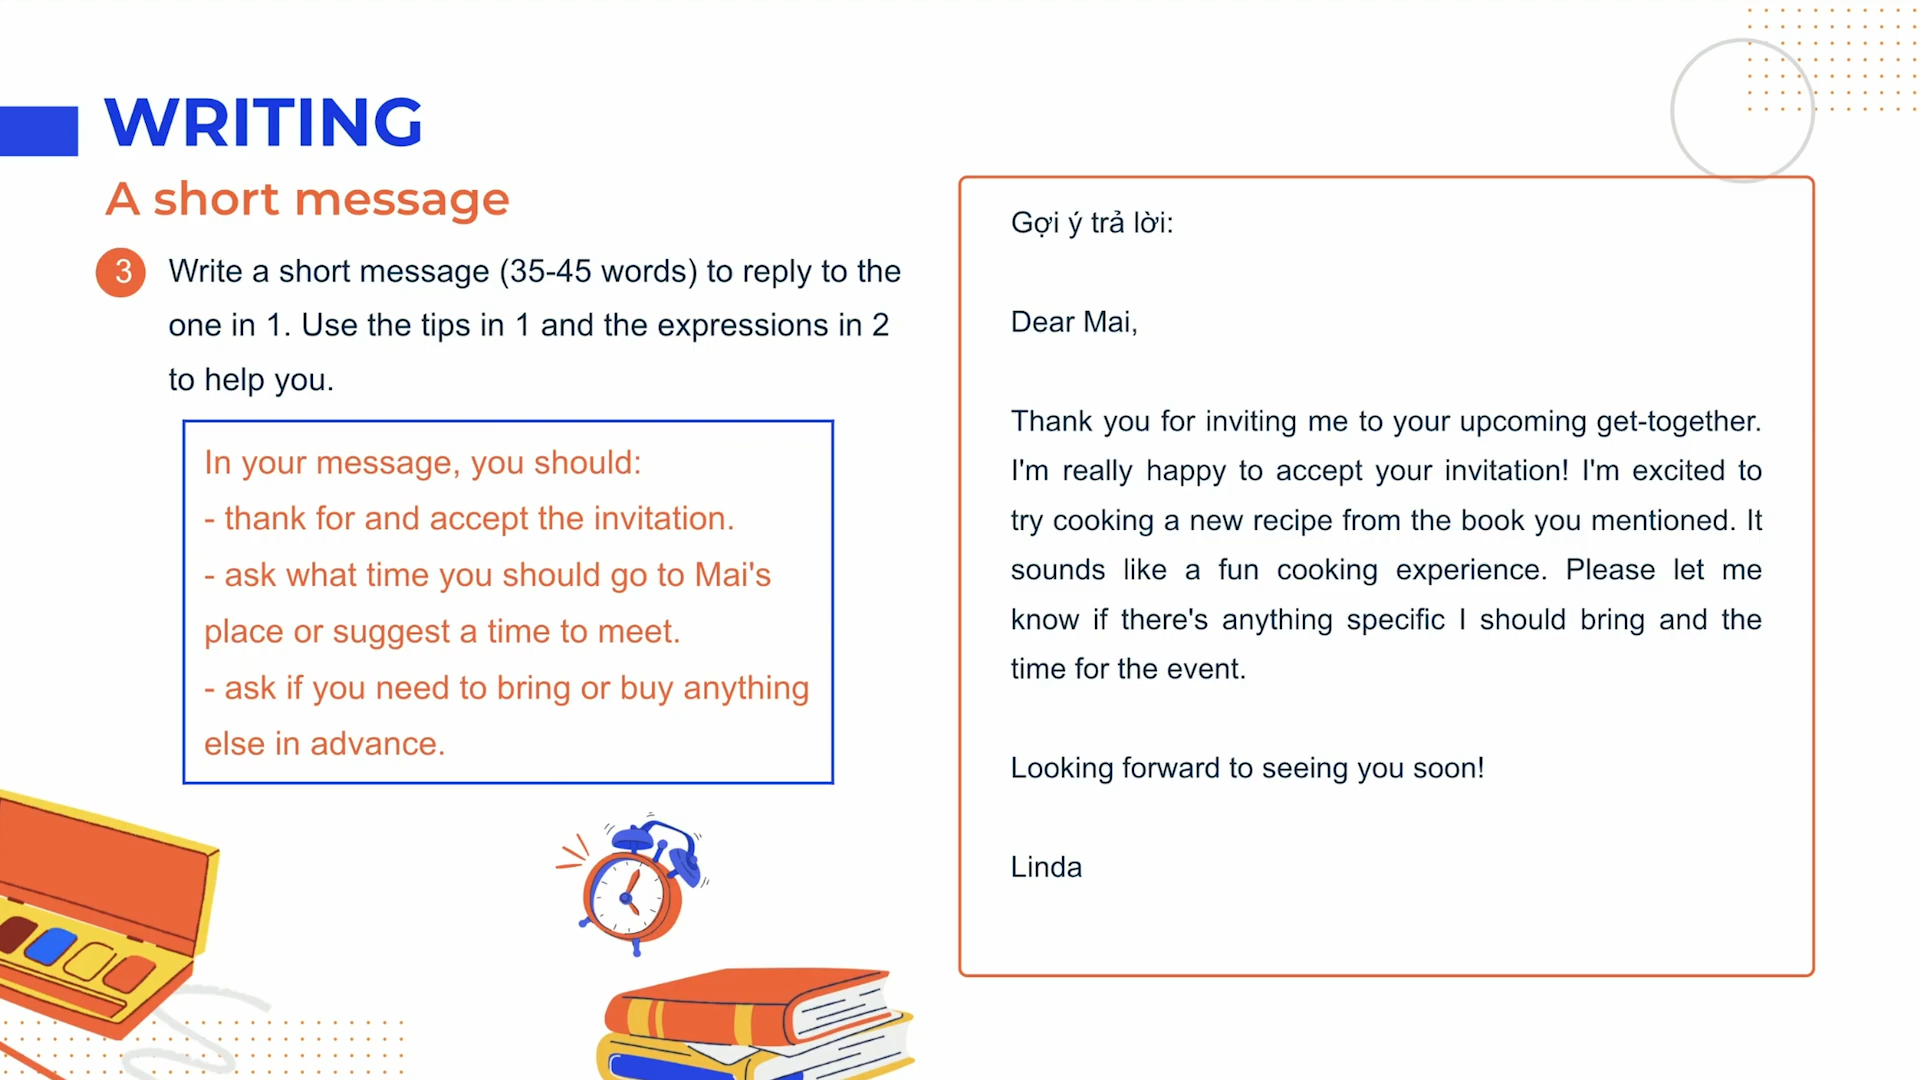 WRITING
A short message
3
Write a short message (35-45 words) to reply to the
one in 1. Use the tips in 1 and the expressions in 2
to help you.
In your message, you should:
- thank for and accept the invitation.
- ask what time you should go to Mai's
place or suggest a time to meet.
- ask if you need to bring or buy anything
else in advance.
Gợi ý trả lời:
Dear Mai,
Thank you for inviting me to your upcoming get-together.
I'm really happy to accept your invitation! I'm excited to
try cooking a new recipe from the book you mentioned. It
sounds like a fun cooking experience. Please let me
know if there's anything specific I should bring and the
time for the event.
Looking forward to seeing you soon!
Linda